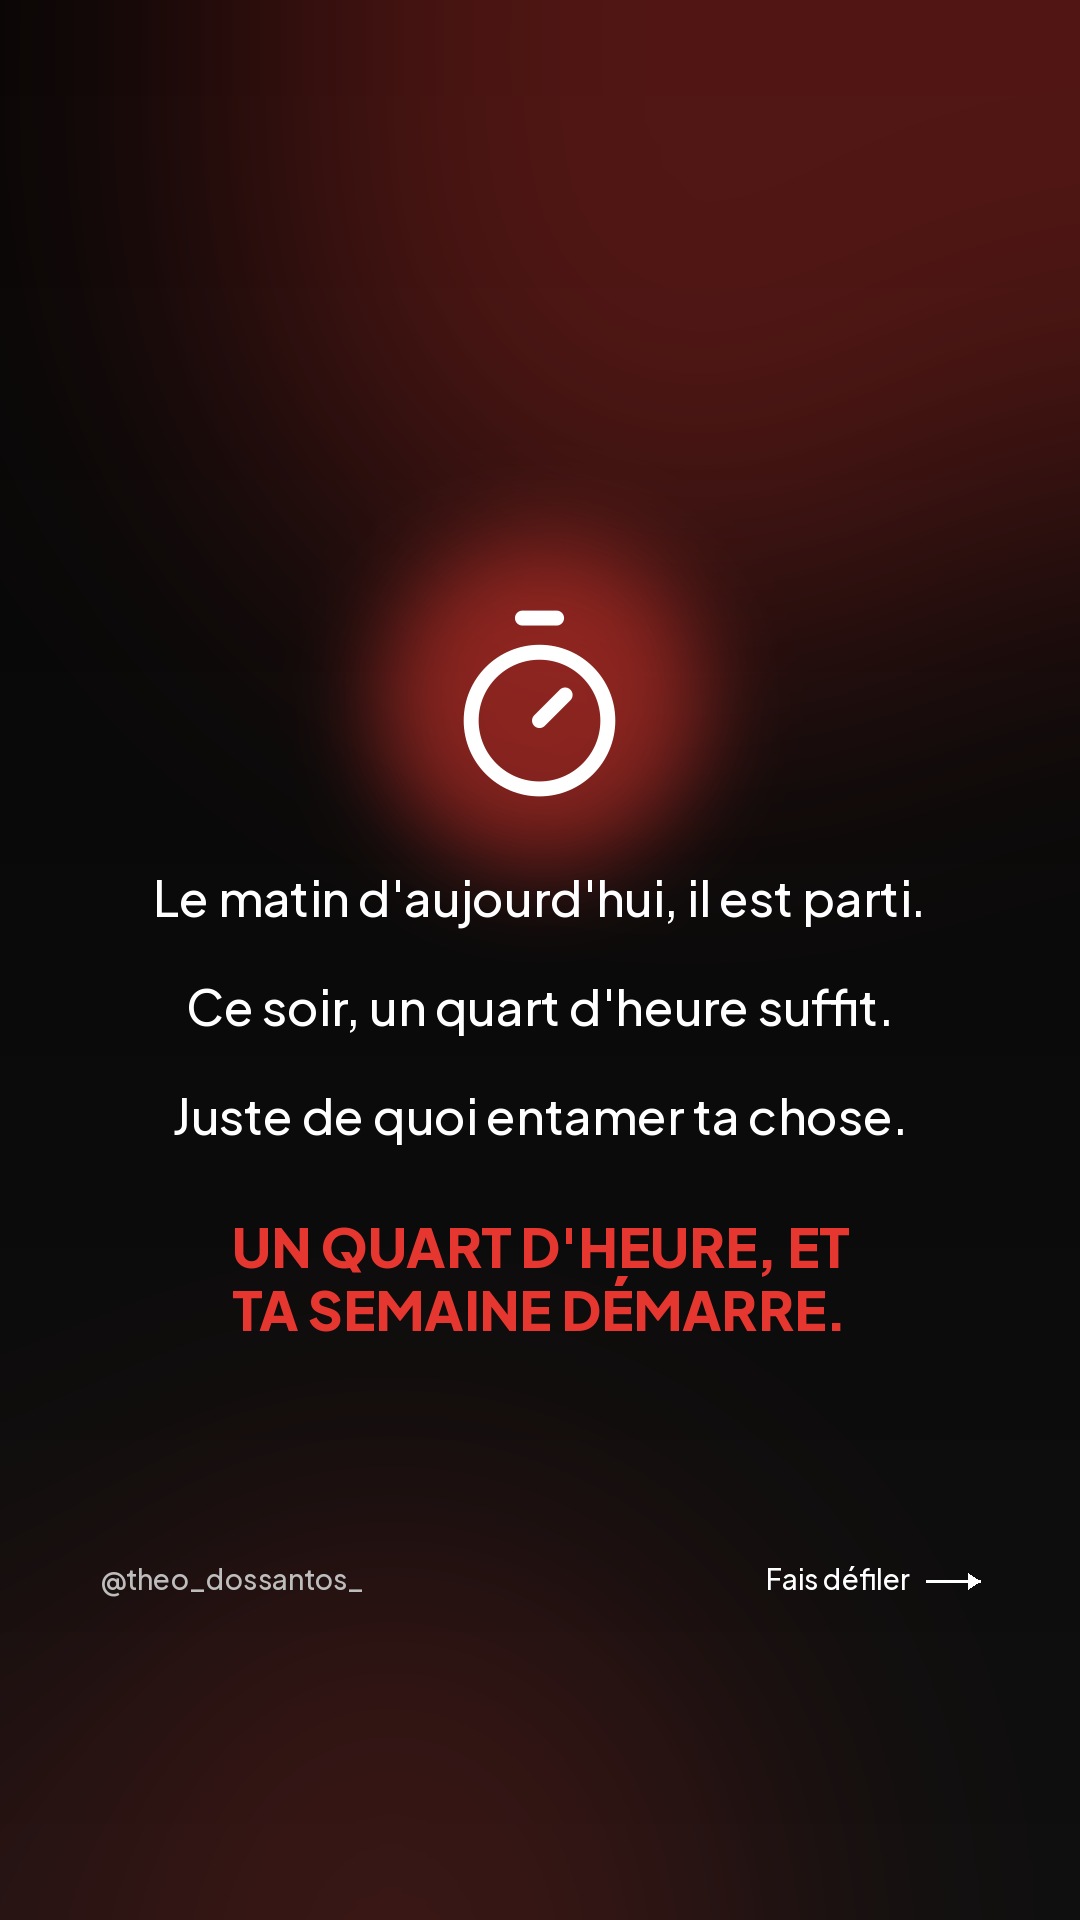 Le matin d'aujourd'hui, il est parti.
Ce soir, un quart d'heure suffit.
Juste de quoi entamer ta chose.
UN QUART D'HEURE, ET
TA SEMAINE DÉMARRE.
@theo_dossantos_
Fais défiler